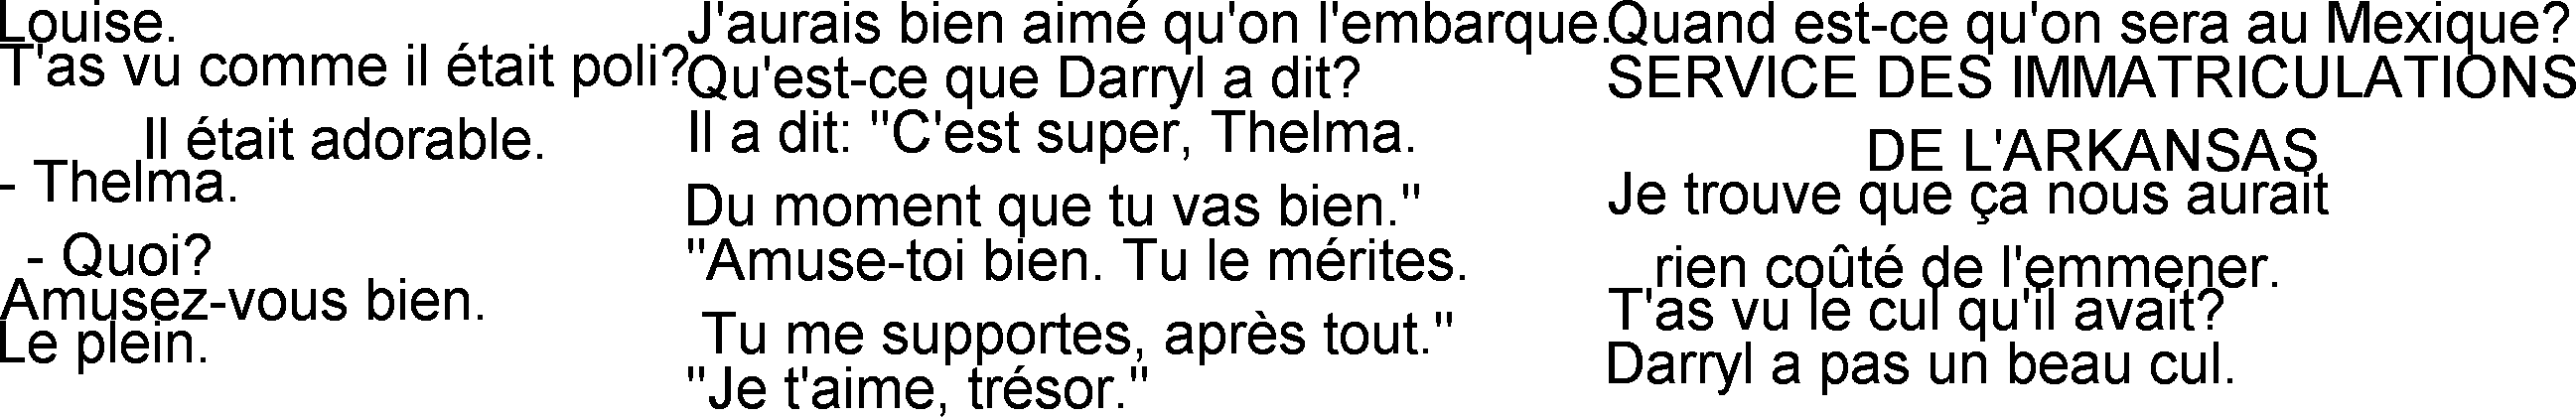 Louise.
T'as vu comme il était poli?
Il était adorable.
- Thelma.
- Quoi?
Amusez-vous bien.
Le plein.
J'aurais bien aimé qu'on l'embarque.
Qu'est-ce que Darryl a dit?
Il a dit: "C'est super, Thelma.
Du moment que tu vas bien."
"Amuse-toi bien. Tu le mérites.
Tu me supportes, après tout."
"Je t'aime, trésor."
Quand est-ce qu'on sera au Mexique?
SERVICE DES IMMATRICULATIONS
DE L'ARKANSAS
Je trouve que ça nous aurait
rien coûté de l'emmener.
T'as vu le cul qu'il avait?
Darryl a pas un beau cul.